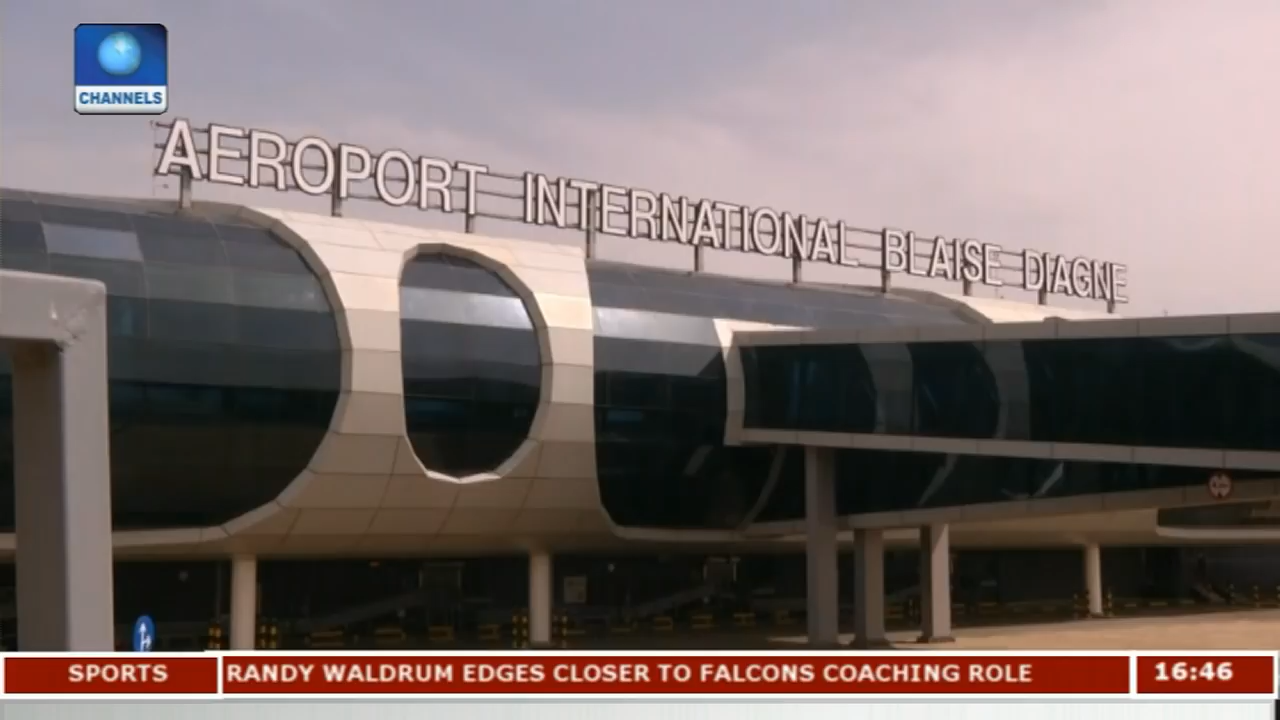 CHANNELS
AEROPORT INTERNATIONAL BLAISE DIAGNE
SPORTS
RANDY WALDRUM EDGES CLOSER TO FALCONS COACHING ROLE
16:46